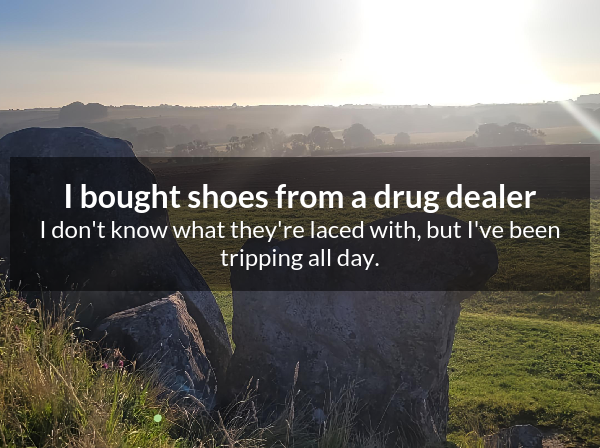 I bought shoes from a drug dealer
I don't know what they're laced with, but I've been
tripping all day.